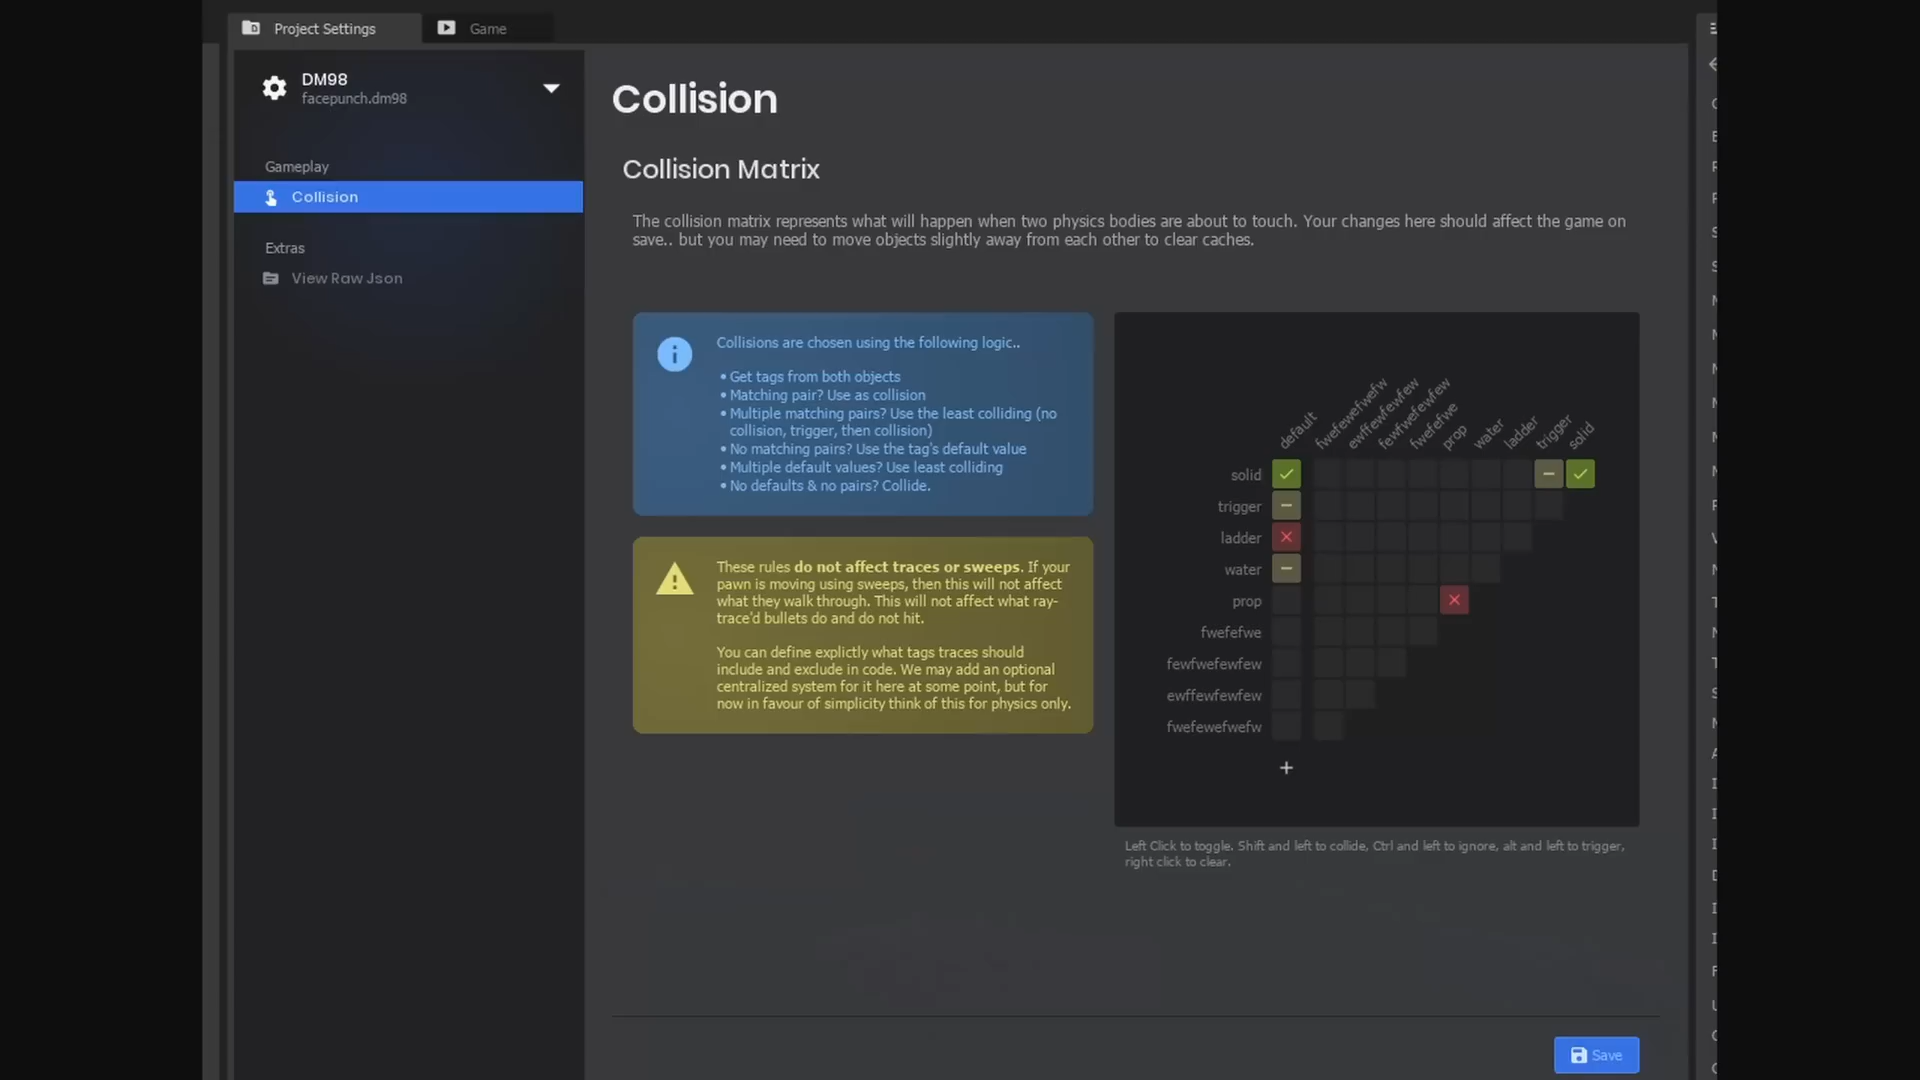 Project Settings
Game
DM98
facepunch.dm98
Gameplay
Collision
Extras
View Raw Json
Collision
Collision Matrix
The collision matrix represents what will happen when two physics bodies are about to touch. Your changes here should affect the game on
save.. but you may need to move objects slightly away from each other to clear caches.
Collisions are chosen using the following logic..
• Get tags from both objects
• Matching pair? Use as collision
• Multiple matching pairs? Use the least colliding (no
collision, trigger, then collision)
• No matching pairs? Use the tag's default value
• Multiple default values? Use least colliding
• No defaults & no pairs? Collide.
These rules do not affect traces or sweeps. If your
pawn is moving using sweeps, then this will not affect
what they walk through. This will not affect what ray-
trace'd bullets do and do not hit.
You can define explictly what tags traces should
include and exclude in code. We may add an optional
centralized system for it here at some point, but for
now in favour of simplicity think of this for physics only.
default
fwefewefwefw
ewffewfewfew
fewfwefewfew
fwefefwe
prop
water
ladder
trigger
solid
solid
trigger
ladder
water
prop
fwefefwe
fewfwefewfew
ewffewfewfew
fwefewefwefw
+
Left Click to toggle. Shift and left to collide, Ctrl and left to ignore, alt and left to trigger,
right click to clear.
Save